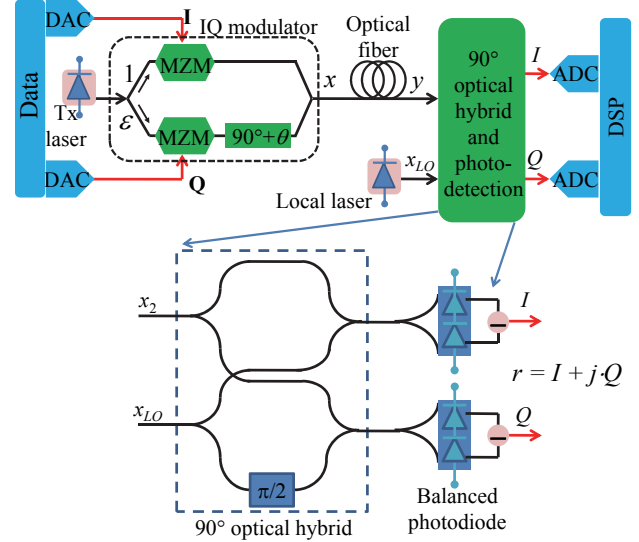 DAC
I
IQ modulator
Optical
fiber
MZM
1
x
y
90°
optical
hybrid
and
photo-
detection
I
ADC
Data
Tx
laser
ε
MZM
90°+θ
DSP
DAC
Q
x_LO
Local laser
Q
ADC
x_2
I
r = I + j·Q
x_LO
Q
π/2
90° optical hybrid
Balanced
photodiode